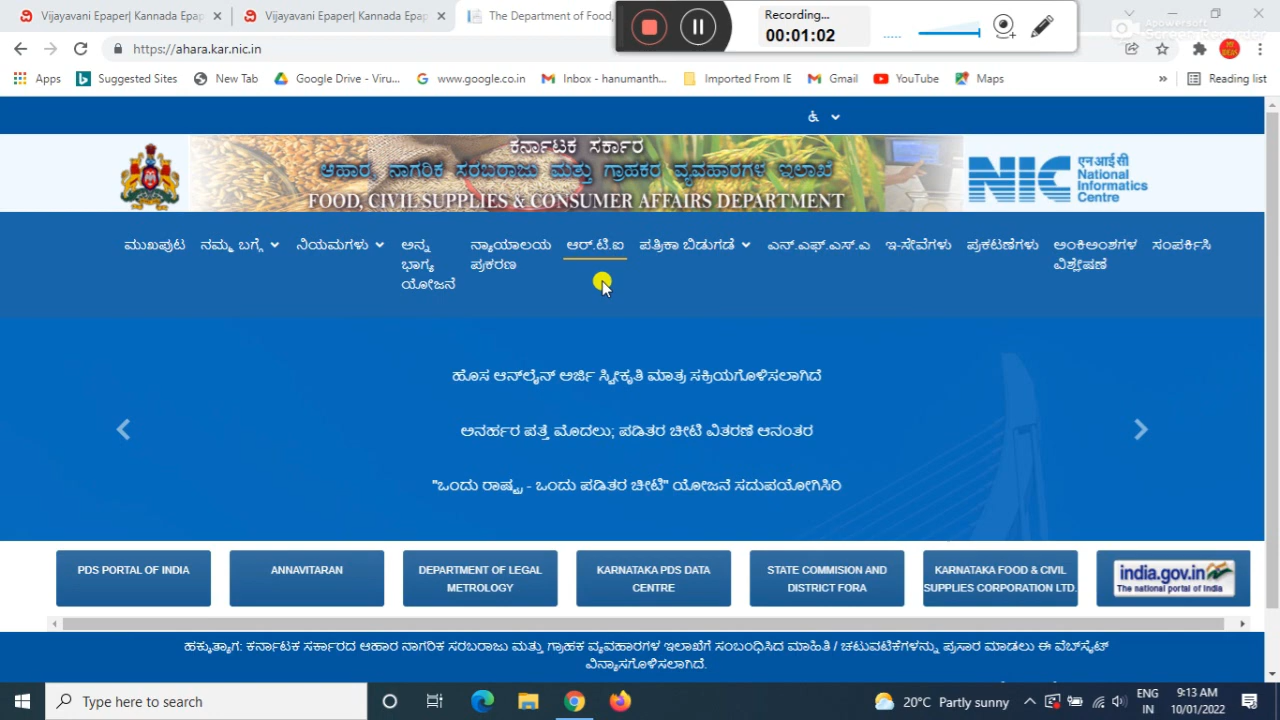 Vijayavani Epaper| Kannada Epap
Vijayavani Epaper| Kannada Epap
The Department of Food,
Recording...
00:01:02
https://ahara.kar.nic.in
Apps
Suggested Sites
New Tab
Google Drive - Viru...
www.google.co.in
Inbox - hanumanth...
Imported From IE
Gmail
YouTube
Maps
»
Reading list
ಕರ್ನಾಟಕ ಸರ್ಕಾರ
ಆಹಾರ, ನಾಗರಿಕ ಸರಬರಾಜು ಮತ್ತು ಗ್ರಾಹಕರ ವ್ಯವಹಾರಗಳ ಇಲಾಖೆ
FOOD, CIVIL SUPPLIES & CONSUMER AFFAIRS DEPARTMENT
NIC
एनआईसी
National
Informatics
Centre
ಮುಖಪುಟ
ನಮ್ಮ ಬಗ್ಗೆ
ನಿಯಮಗಳು
ಅನ್ನ
ಭಾಗ್ಯ
ಯೋಜನೆ
ನ್ಯಾಯಾಲಯ
ಪ್ರಕರಣ
ಆರ್.ಟಿ.ಐ
ಪತ್ರಿಕಾ ಬಿಡುಗಡೆ
ಎನ್.ಎಫ್.ಎಸ್.ಎ
ಇ-ಸೇವೆಗಳು
ಪ್ರಕಟಣೆಗಳು
ಅಂಕಿಅಂಶಗಳ
ವಿಶ್ಲೇಷಣೆ
ಸಂಪರ್ಕಿಸಿ
ಹೊಸ ಆನ್‌ಲೈನ್ ಅರ್ಜಿ ಸ್ವೀಕೃತಿ ಮಾತ್ರ ಸಕ್ರಿಯಗೊಳಿಸಲಾಗಿದೆ
ಅನರ್ಹರ ಪತ್ತೆ ಮೊದಲು; ಪಡಿತರ ಚೀಟಿ ವಿತರಣೆ ಆನಂತರ
"ಒಂದು ರಾಷ್ಟ್ರ - ಒಂದು ಪಡಿತರ ಚೀಟಿ" ಯೋಜನೆ ಸದುಪಯೋಗಿಸಿರಿ
PDS PORTAL OF INDIA
ANNAVITARAN
DEPARTMENT OF LEGAL
METROLOGY
KARNATAKA PDS DATA
CENTRE
STATE COMMISION AND
DISTRICT FORA
KARNATAKA FOOD & CIVIL
SUPPLIES CORPORATION LTD.
india.gov.in
The national portal of India
ಹಕ್ಕುತ್ಯಾಗ: ಕರ್ನಾಟಕ ಸರ್ಕಾರದ ಆಹಾರ ನಾಗರಿಕ ಸರಬರಾಜು ಮತ್ತು ಗ್ರಾಹಕ ವ್ಯವಹಾರಗಳ ಇಲಾಖೆಗೆ ಸಂಬಂಧಿಸಿದ ಮಾಹಿತಿ / ಚಟುವಟಿಕೆಗಳನ್ನು ಪ್ರಸಾರ ಮಾಡಲು ಈ ವೆಬ್‌ಸೈಟ್
ವಿನ್ಯಾಸಗೊಳಿಸಲಾಗಿದೆ.
Type here to search
20°C Partly sunny
ENG
IN
9:13 AM
10/01/2022